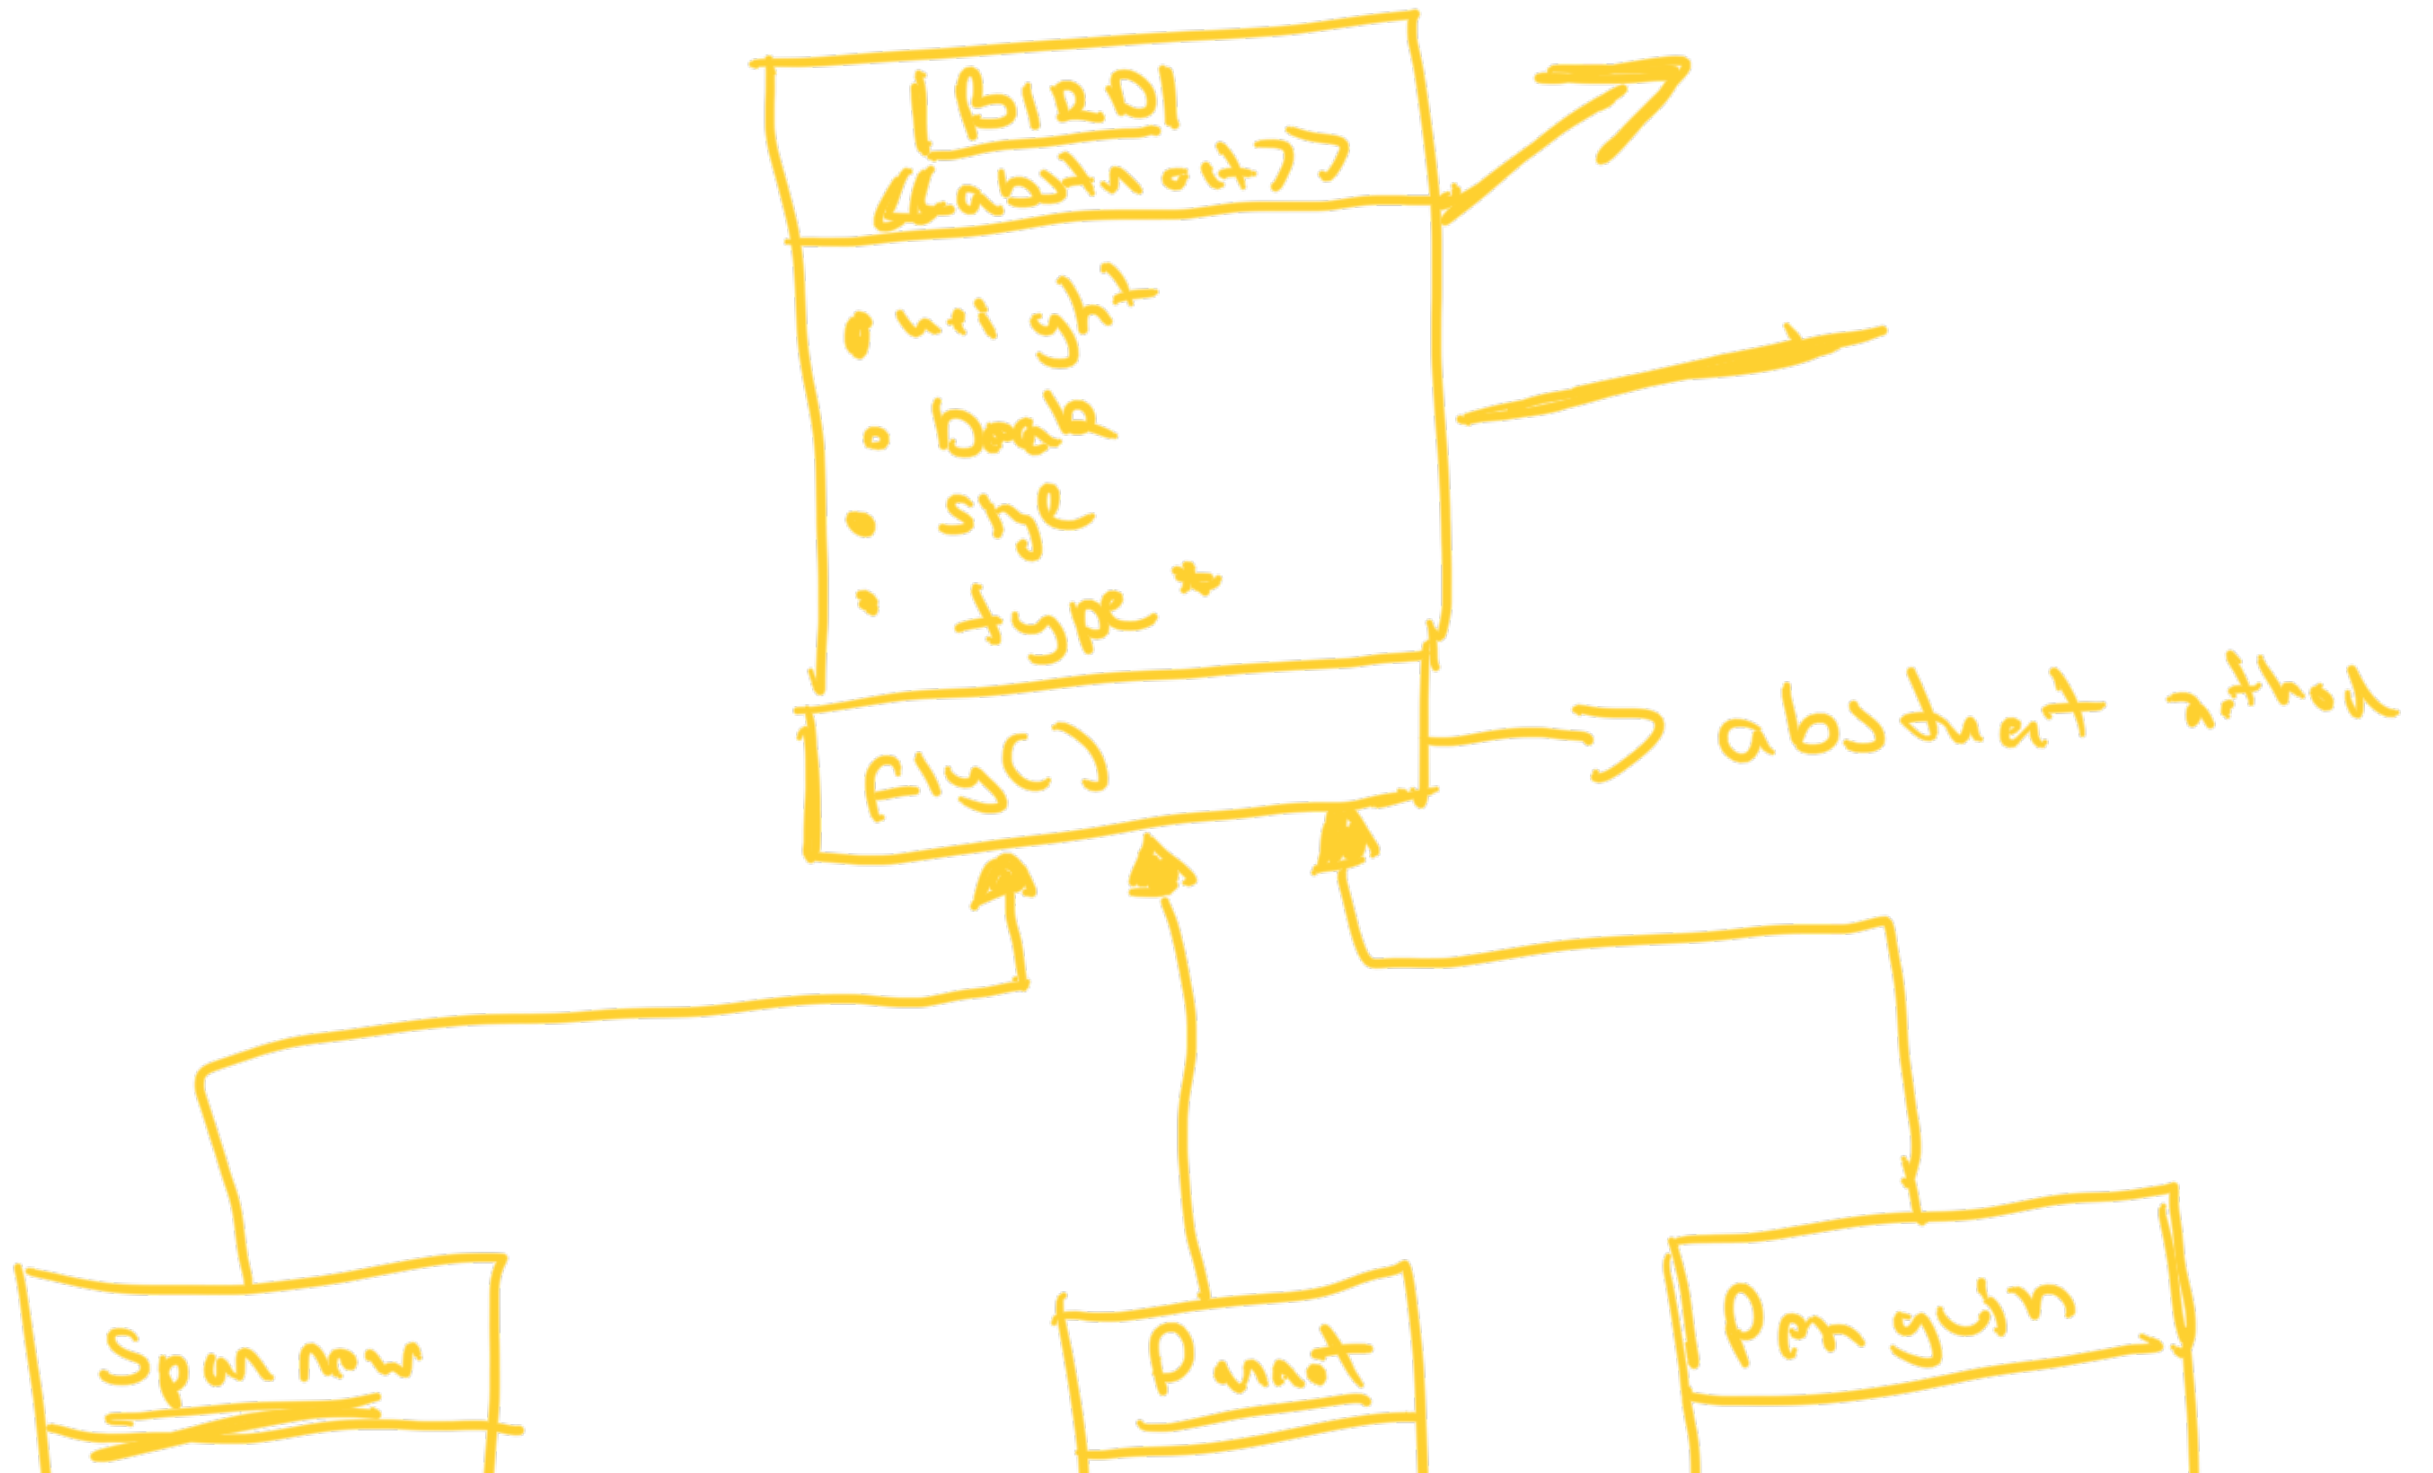 BIRD
<<abstract>>
• weight
• beak
• size
• type *
Fly()
abstract method
Sparrow
Parrot
Penguin